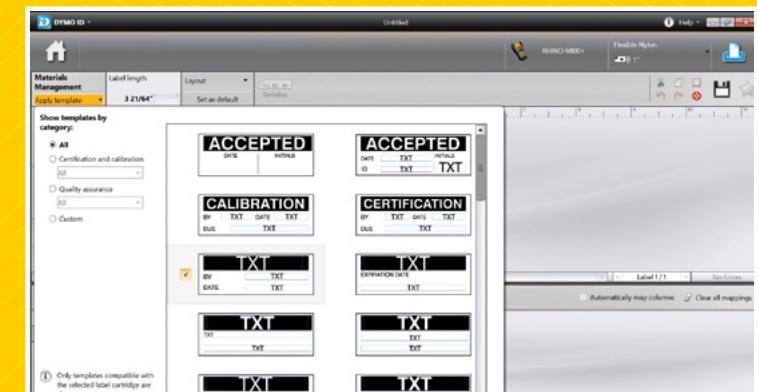 DYMO ID
Untitled
Help
RHINO 6000+
Flexible Nylon
1"
Materials Management
Label length
Layout
Apply template
3 21/64"
Set as default
Serialize
Show templates by category:
All
Certification and calibration
All
Quality assurance
All
Custom
ACCEPTED
DATE INITIALS
ACCEPTED
DATE TXT INITIALS
ID TXT TXT
CALIBRATION
BY TXT DATE TXT
DUE TXT
CERTIFICATION
BY TXT DATE TXT
DUE TXT
TXT
BY TXT
DATE TXT
TXT
EXPIRATION DATE
TXT
TXT
TXT
TXT
TXT
TXT
TXT
TXT
TXT
Label 1 / 1
No Errors
Automatically map columns
Clear all mappings
Only templates compatible with
the selected label cartridge are